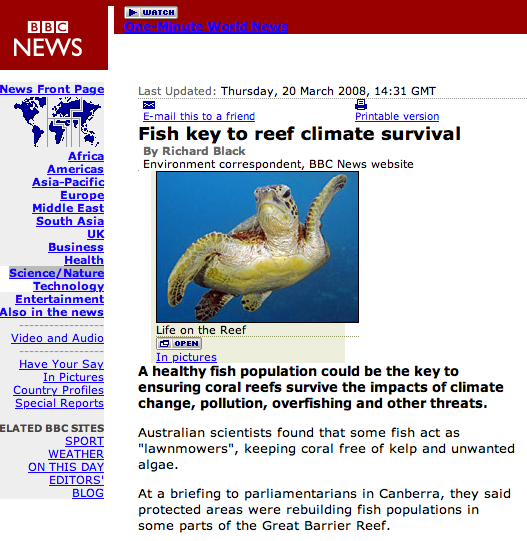 BBC
NEWS
WATCH
One-Minute World News
News Front Page
Africa
Americas
Asia-Pacific
Europe
Middle East
South Asia
UK
Business
Health
Science/Nature
Technology
Entertainment
Also in the news
Video and Audio
Have Your Say
In Pictures
Country Profiles
Special Reports
ELATED BBC SITES
SPORT
WEATHER
ON THIS DAY
EDITORS'
BLOG
Last Updated: Thursday, 20 March 2008, 14:31 GMT
E-mail this to a friend
Printable version
Fish key to reef climate survival
By Richard Black
Environment correspondent, BBC News website
Life on the Reef
OPEN
In pictures
A healthy fish population could be the key to
ensuring coral reefs survive the impacts of climate
change, pollution, overfishing and other threats.
Australian scientists found that some fish act as
"lawnmowers", keeping coral free of kelp and unwanted
algae.
At a briefing to parliamentarians in Canberra, they said
protected areas were rebuilding fish populations in
some parts of the Great Barrier Reef.